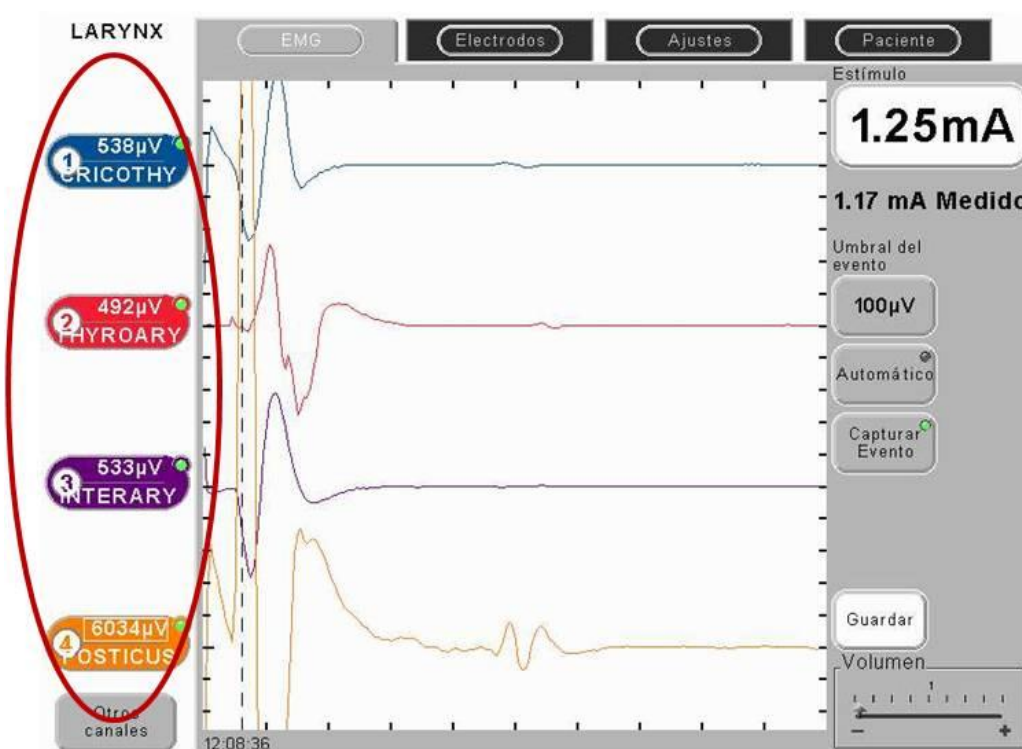 LARYNX
EMG
Electrodos
Ajustes
Paciente
Estímulo
1.25mA
1.17 mA Medido
Umbral del
evento
100µV
Automático
Capturar
Evento
Guardar
Volumen
1
- +
538µV
1
CRICOTHY
492µV
2
THYROARY
533µV
3
INTERARY
6034µV
4
POSTICUS
Otros
canales
12:08:36